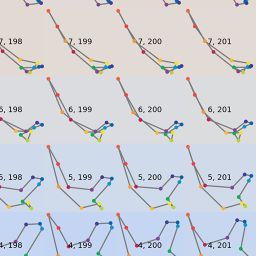 7, 198 7, 199 7, 200 7, 201
6, 198 6, 199 6, 200 6, 201
5, 198 5, 199 5, 200 5, 201
4, 198 4, 199 4, 200 4, 201